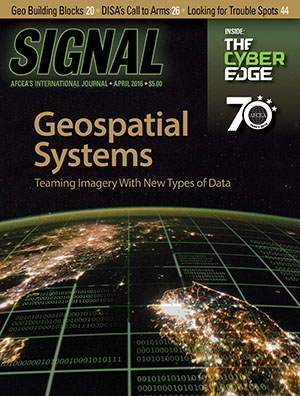 Geo Building Blocks 20 • DISA's Call to Arms 26 • Looking for Trouble Spots 44
SIGNAL
AFCEA'S INTERNATIONAL JOURNAL • APRIL 2016 • $5.00
INSIDE:
THE
CYBER
EDGE
70
AFCEA
Geospatial
Systems
Teaming Imagery With New Types of Data